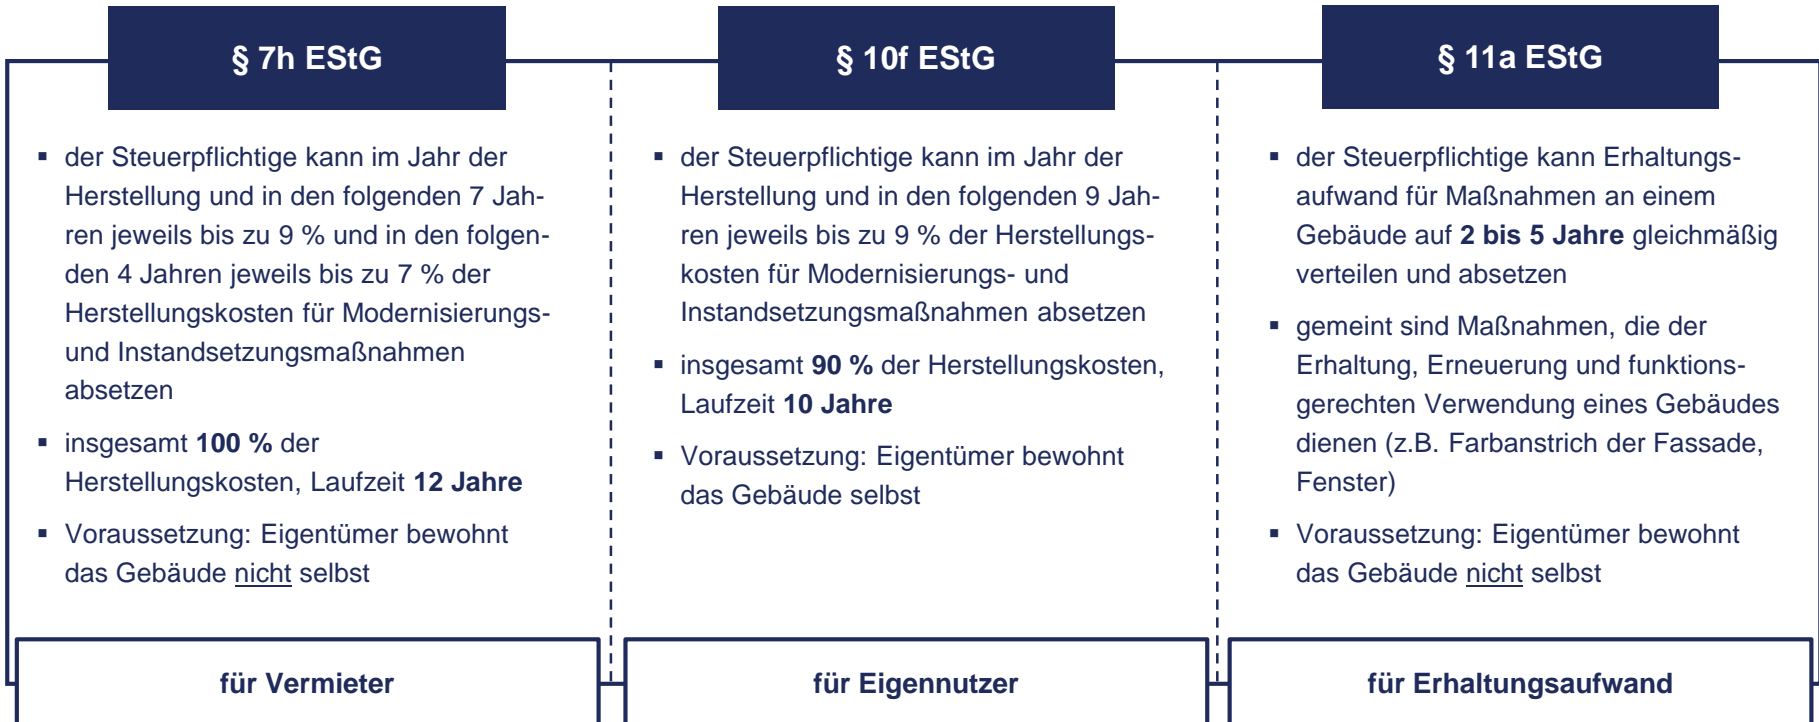 § 7h EStG
▪ der Steuerpflichtige kann im Jahr der
Herstellung und in den folgenden 7 Jah-
ren jeweils bis zu 9 % und in den folgen-
den 4 Jahren jeweils bis zu 7 % der
Herstellungskosten für Modernisierungs-
und Instandsetzungsmaßnahmen
absetzen
▪ insgesamt 100 % der
Herstellungskosten, Laufzeit 12 Jahre
▪ Voraussetzung: Eigentümer bewohnt
das Gebäude nicht selbst
für Vermieter
§ 10f EStG
▪ der Steuerpflichtige kann im Jahr der
Herstellung und in den folgenden 9 Jah-
ren jeweils bis zu 9 % der Herstellungs-
kosten für Modernisierungs- und
Instandsetzungsmaßnahmen absetzen
▪ insgesamt 90 % der Herstellungskosten,
Laufzeit 10 Jahre
▪ Voraussetzung: Eigentümer bewohnt
das Gebäude selbst
für Eigennutzer
§ 11a EStG
▪ der Steuerpflichtige kann Erhaltungs-
aufwand für Maßnahmen an einem
Gebäude auf 2 bis 5 Jahre gleichmäßig
verteilen und absetzen
▪ gemeint sind Maßnahmen, die der
Erhaltung, Erneuerung und funktions-
gerechten Verwendung eines Gebäudes
dienen (z.B. Farbanstrich der Fassade,
Fenster)
▪ Voraussetzung: Eigentümer bewohnt
das Gebäude nicht selbst
für Erhaltungsaufwand